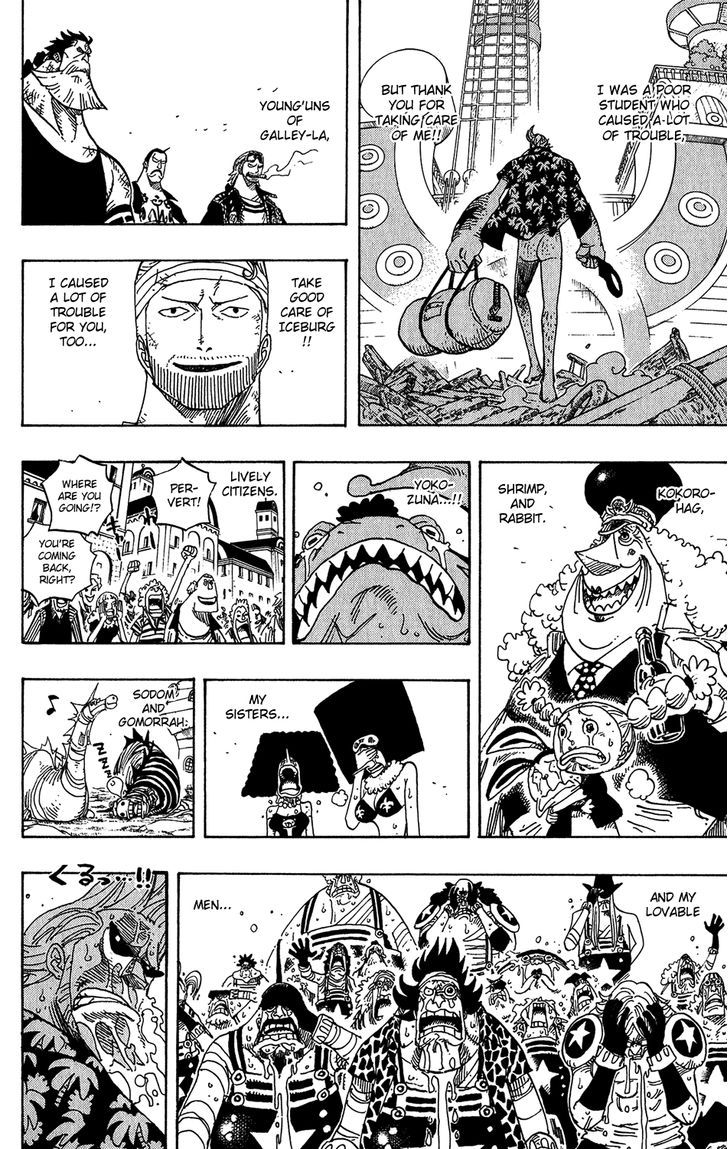 I WAS A POOR
STUDENT WHO
CAUSED A LOT
OF TROUBLE,
BUT THANK
YOU FOR
TAKING CARE
OF ME!!
YOUNG'UNS
OF
GALLEY-LA,
TAKE
GOOD
CARE OF
ICEBURG
!!
I CAUSED
A LOT OF
TROUBLE
FOR YOU,
TOO...
KOKORO-
HAG,
SHRIMP,
AND
RABBIT.
YOKO-
ZUNA...!!
LIVELY
CITIZENS.
PER-
VERT!
WHERE
ARE YOU
GOING!?
YOU'RE
COMING
BACK,
RIGHT?
MY
SISTERS...
SODOM
AND
GOMORRAH.
♪
ZZZZ
AND MY
LOVABLE
MEN...
くるっ…!!